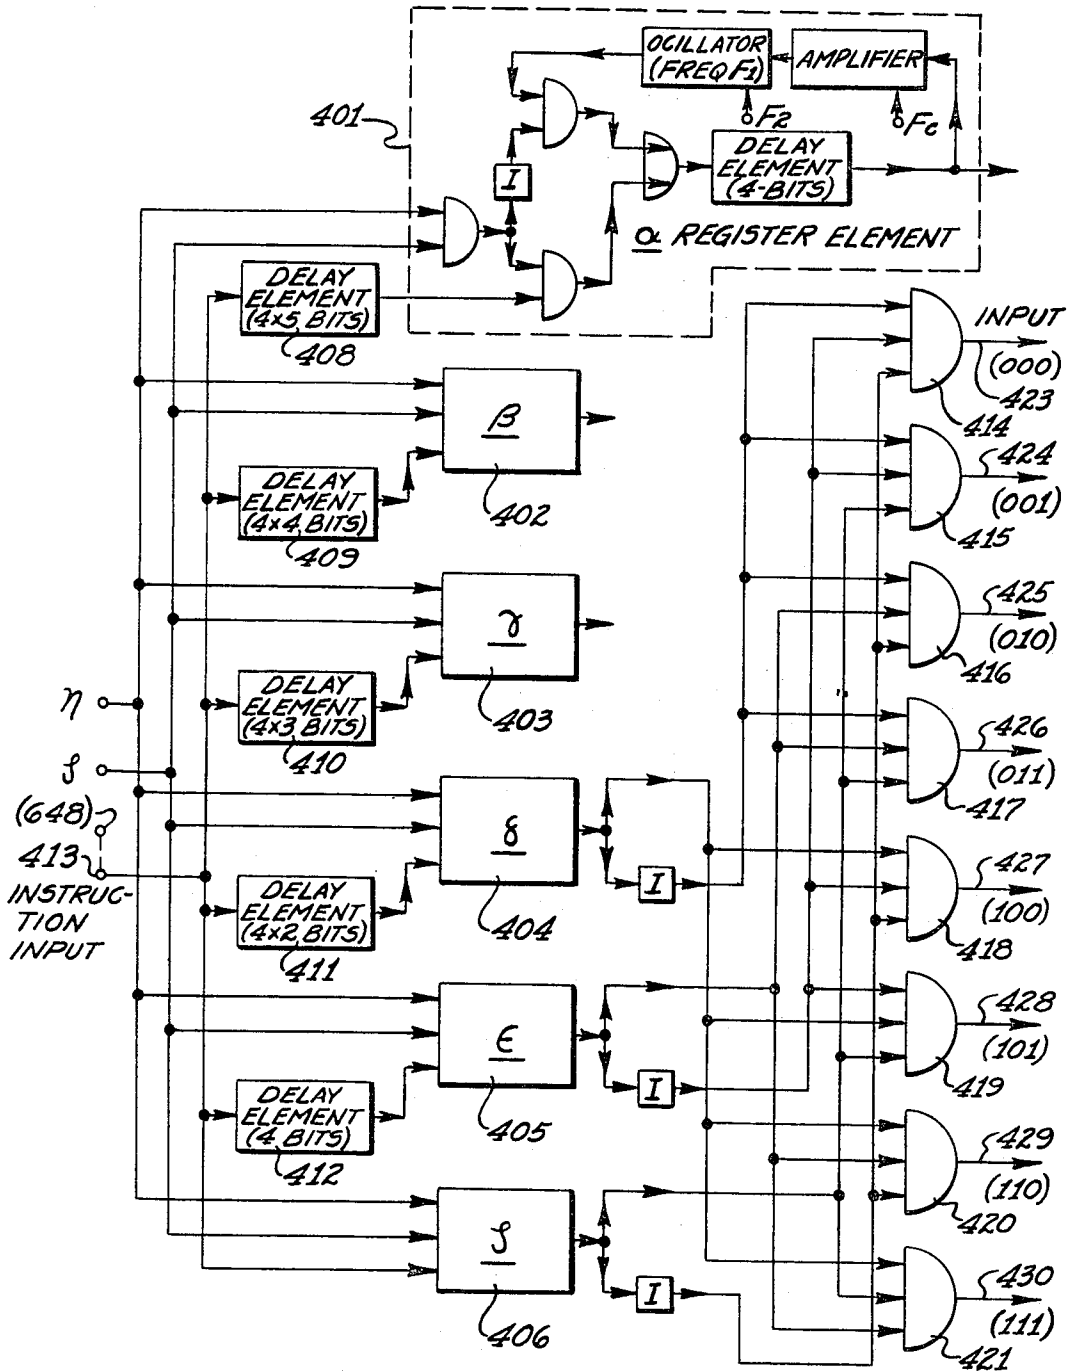 401
OCILLATOR
(FREQ F1)
AMPLIFIER
F2
Fc
I
DELAY
ELEMENT
(4-BITS)
α REGISTER ELEMENT
DELAY
ELEMENT
(4×5 BITS)
408
INPUT
(000)
423
414
β
402
424
(001)
415
DELAY
ELEMENT
(4×4 BITS)
409
γ
403
425
(010)
416
DELAY
ELEMENT
(4×3 BITS)
410
η
426
(011)
417
(648)
413
INSTRUC-
TION
INPUT
δ
404
I
427
(100)
418
DELAY
ELEMENT
(4×2 BITS)
411
ϵ
405
I
428
(101)
419
DELAY
ELEMENT
(4 BITS)
412
429
(110)
420
406
I
430
(111)
421